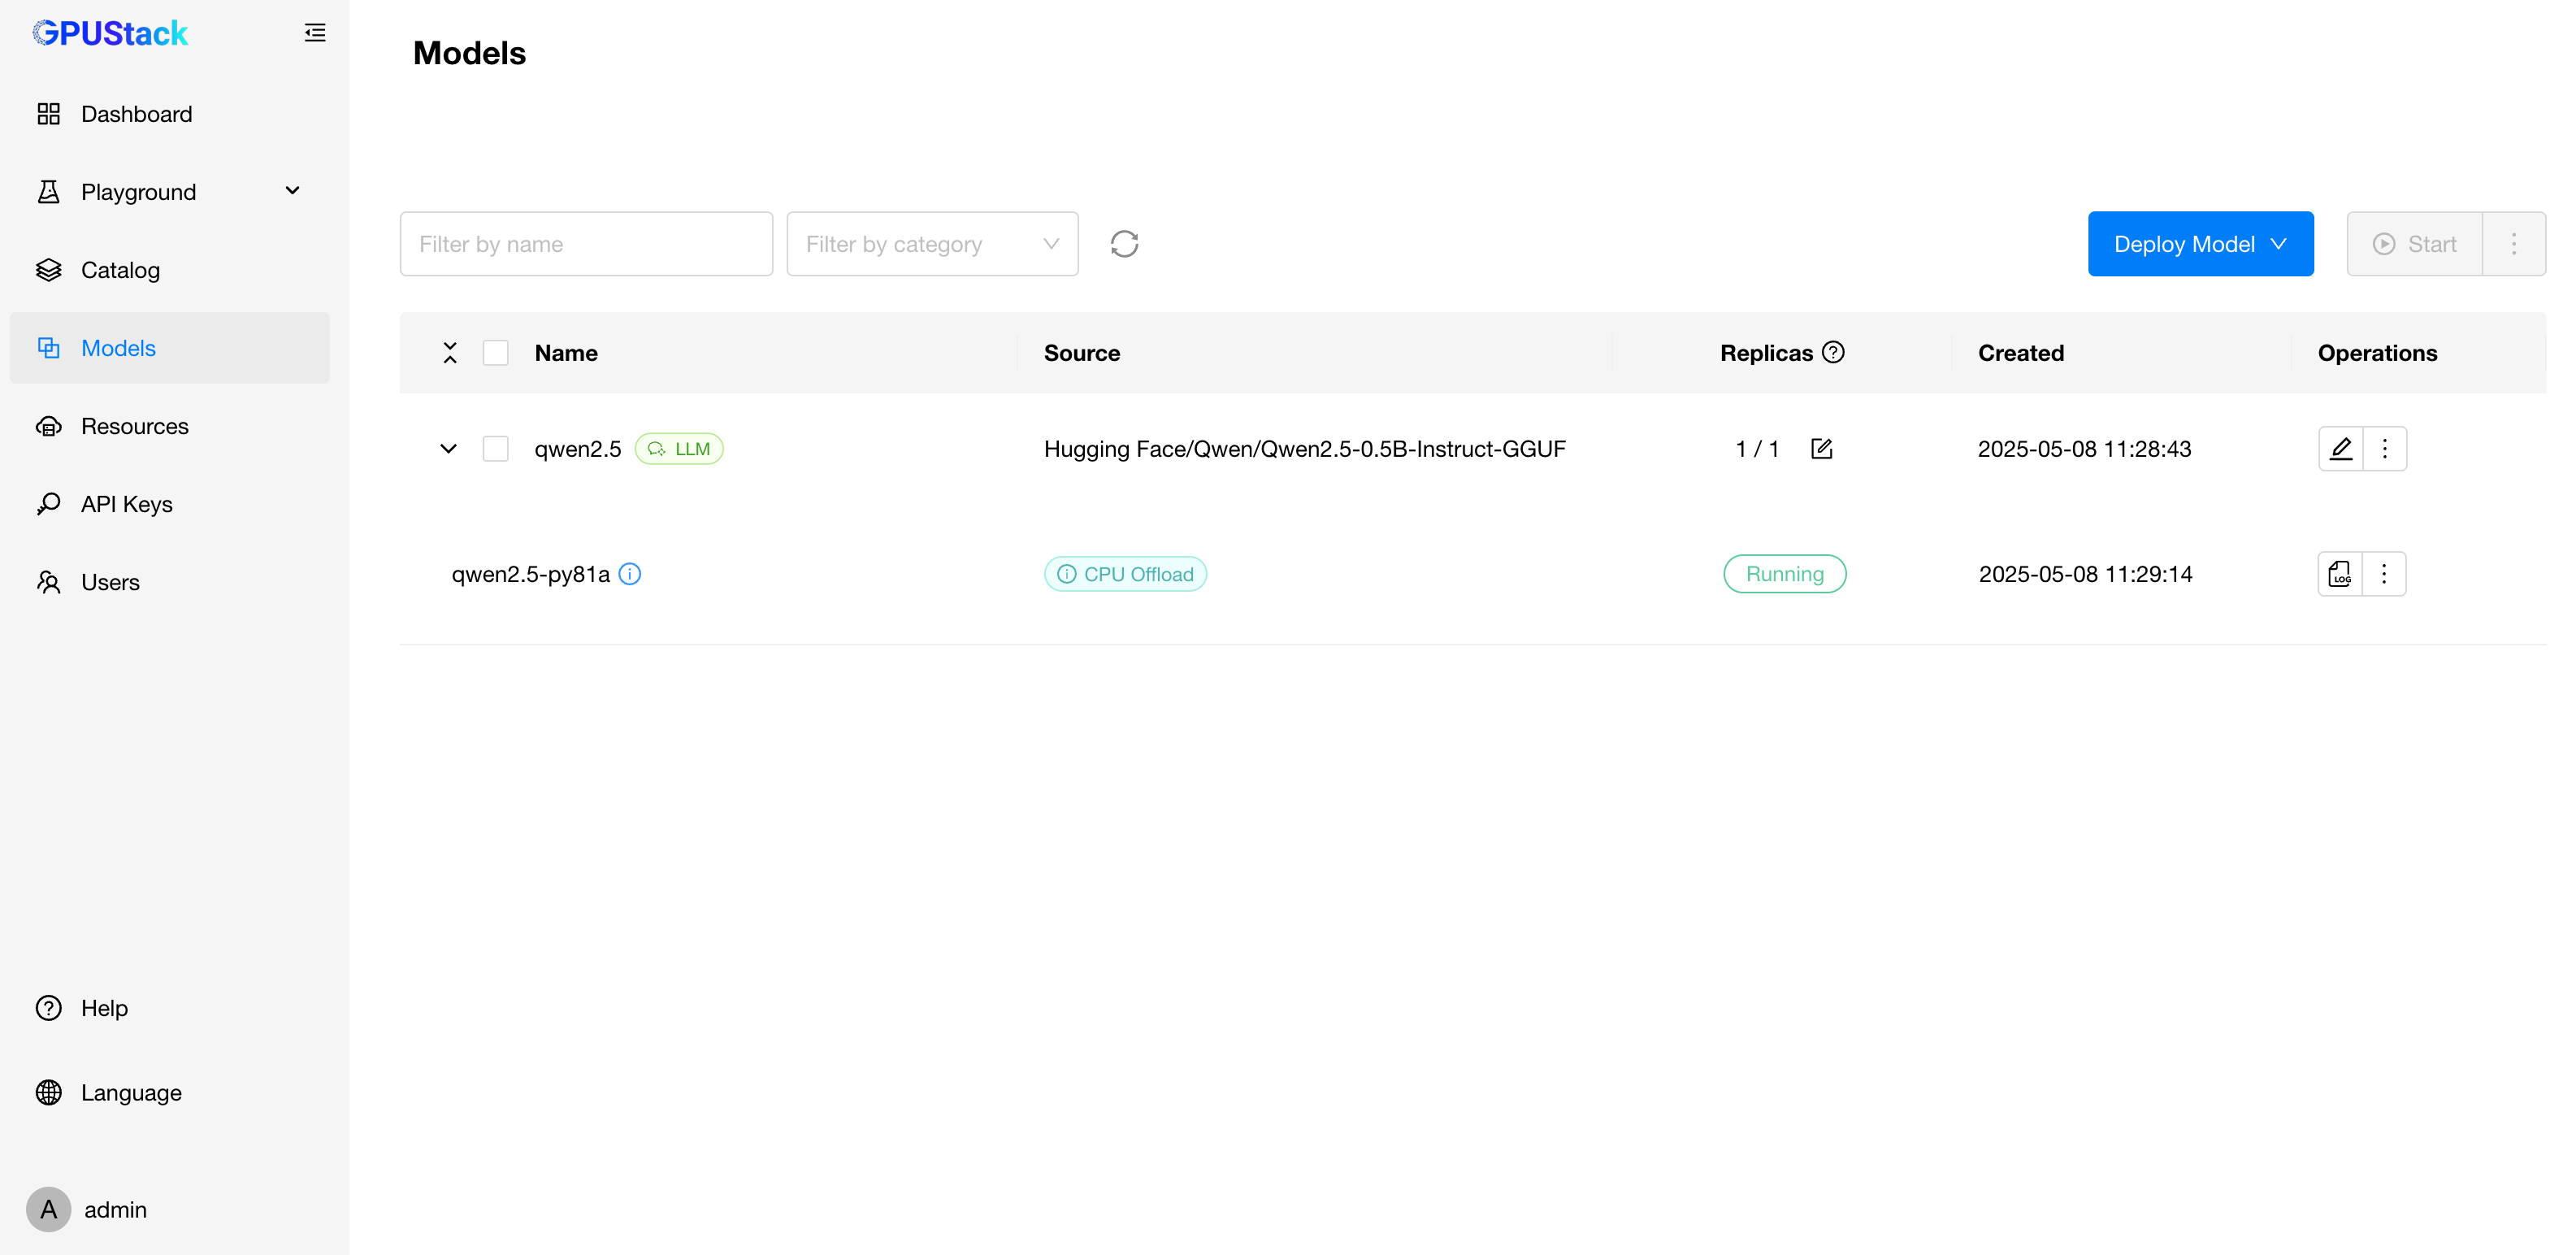 GPUStack
Dashboard
Playground
Catalog
Models
Resources
API Keys
Users
Help
Language
A admin
Models
Filter by name Filter by category Deploy Model Start
Name Source Replicas Created Operations
qwen2.5 LLM Hugging Face/Qwen/Qwen2.5-0.5B-Instruct-GGUF 1 / 1 2025-05-08 11:28:43
qwen2.5-py81a CPU Offload Running 2025-05-08 11:29:14 LOG